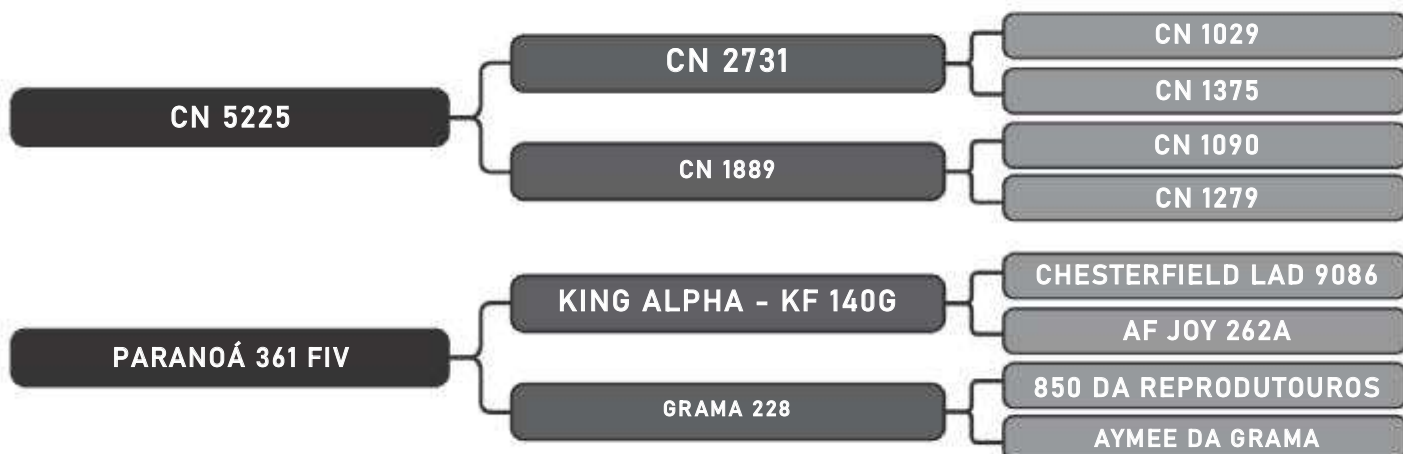 CN 5225
CN 2731
CN 1029
CN 1375
CN 1889
CN 1090
CN 1279
PARANOÁ 361 FIV
KING ALPHA - KF 140G
CHESTERFIELD LAD 9086
AF JOY 262A
GRAMA 228
850 DA REPRODUTOUROS
AYMEE DA GRAMA